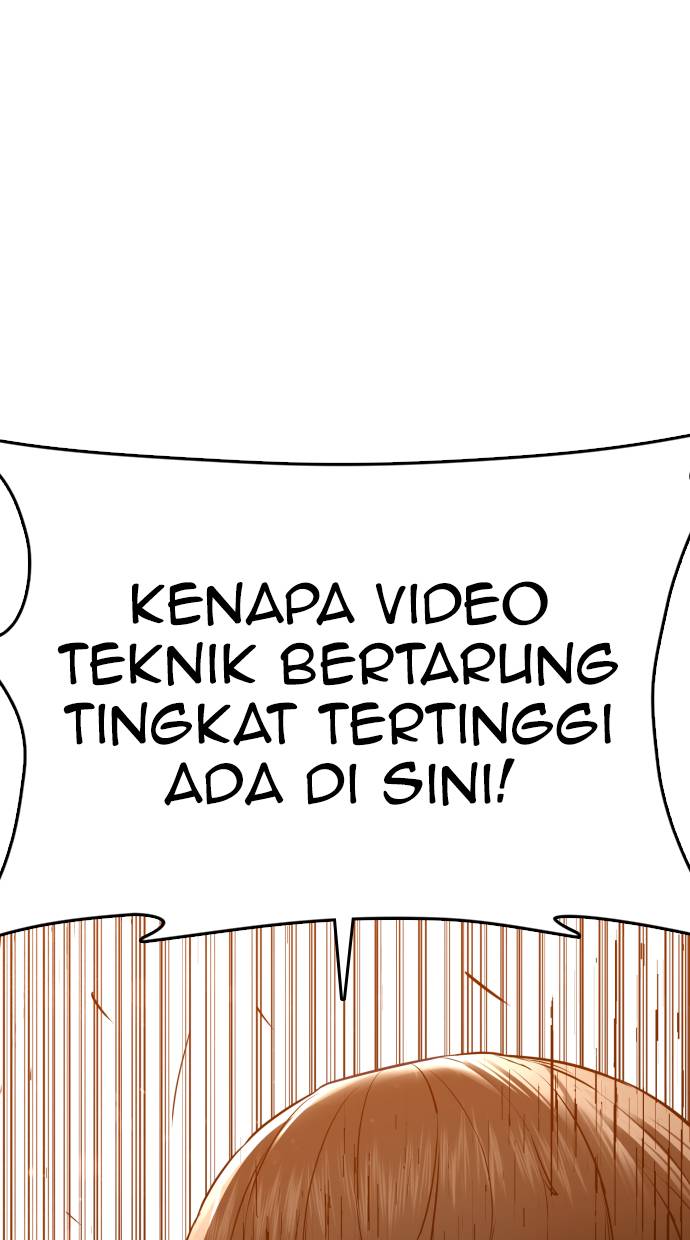 KENAPA VIDEO
TEKNIK BERTARUNG
TINGKAT TERTINGGI
ADA DI SINI!